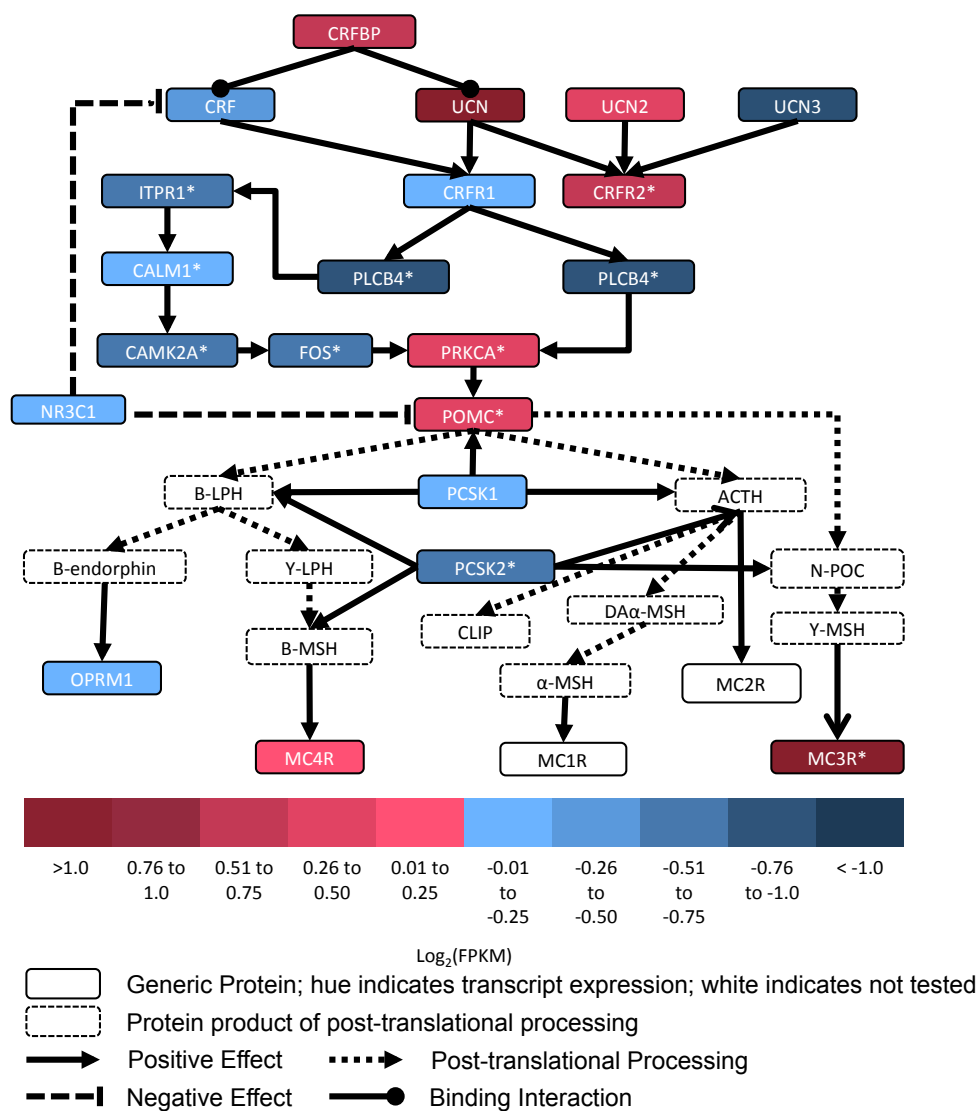 CRFBP
CRF
UCN
UCN2
UCN3
ITPR1*
CRFR1
CRFR2*
CALM1*
PLCB4*
PLCB4*
CAMK2A*
FOS*
PRKCA*
NR3C1
POMC*
B-LPH
PCSK1
ACTH
B-endorphin
Y-LPH
PCSK2*
N-POC
CLIP
DAα-MSH
B-MSH
Y-MSH
OPRM1
α-MSH
MC2R
MC4R
MC1R
MC3R*
>1.0
0.76 to
1.0
0.51 to
0.75
0.26 to
0.50
0.01 to
0.25
-0.01
to
-0.25
-0.26
to
-0.50
-0.51
to
-0.75
-0.76
to -1.0
< -1.0
Log2(FPKM)
Generic Protein; hue indicates transcript expression; white indicates not tested
Protein product of post-translational processing
Positive Effect
Post-translational Processing
Negative Effect
Binding Interaction